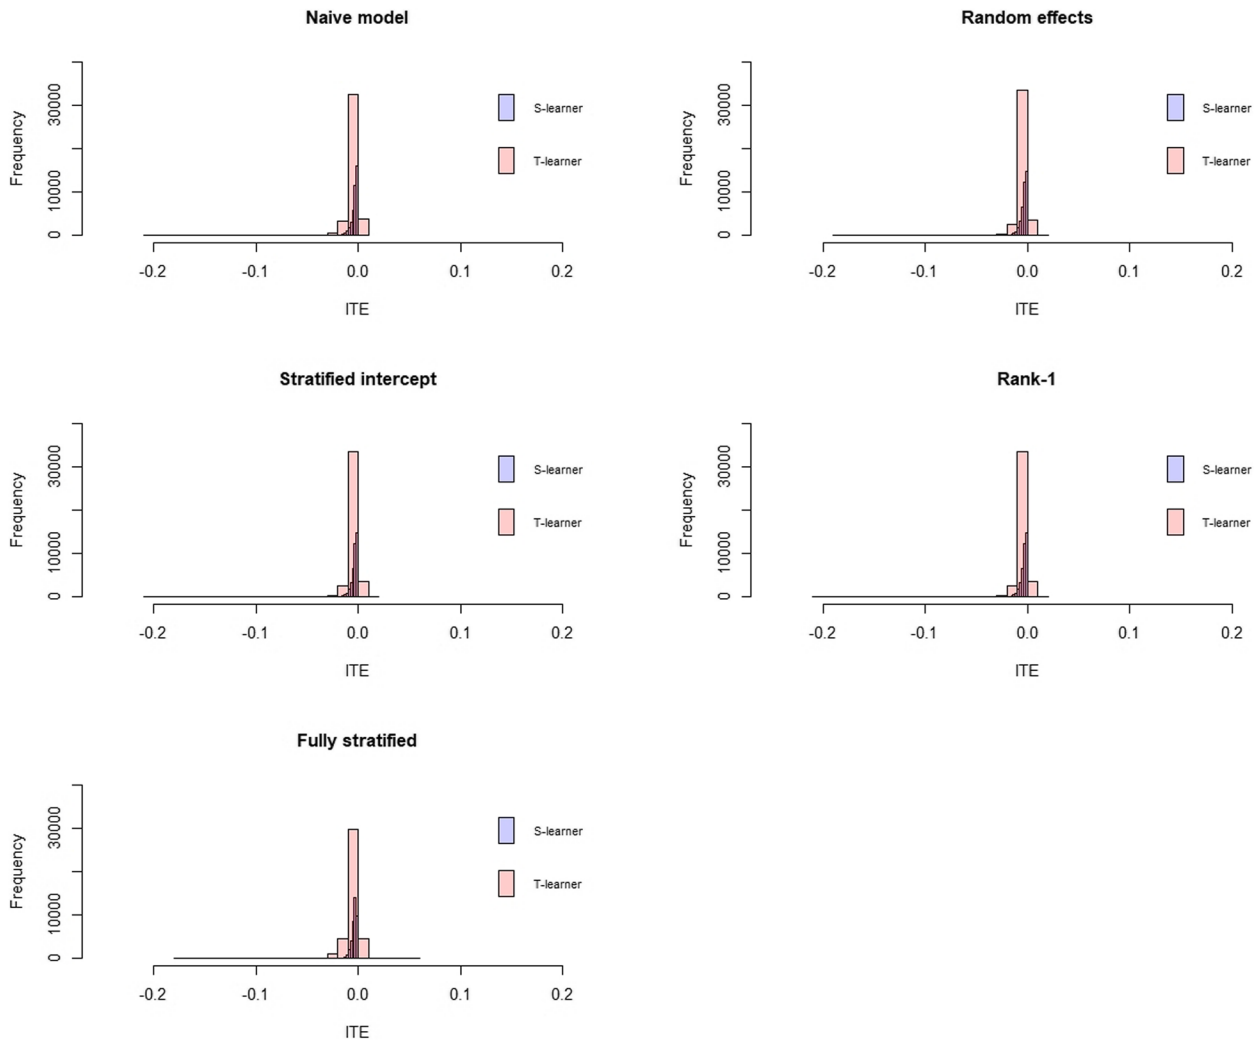 Naive model
Frequency
30000
10000
0
S-learner
T-learner
-0.2 -0.1 0.0 0.1 0.2
ITE
Random effects
Frequency
30000
10000
0
S-learner
T-learner
-0.2 -0.1 0.0 0.1 0.2
ITE
Stratified intercept
Frequency
30000
10000
0
S-learner
T-learner
-0.2 -0.1 0.0 0.1 0.2
ITE
Rank-1
Frequency
30000
10000
0
S-learner
T-learner
-0.2 -0.1 0.0 0.1 0.2
ITE
Fully stratified
Frequency
30000
10000
0
S-learner
T-learner
-0.2 -0.1 0.0 0.1 0.2
ITE